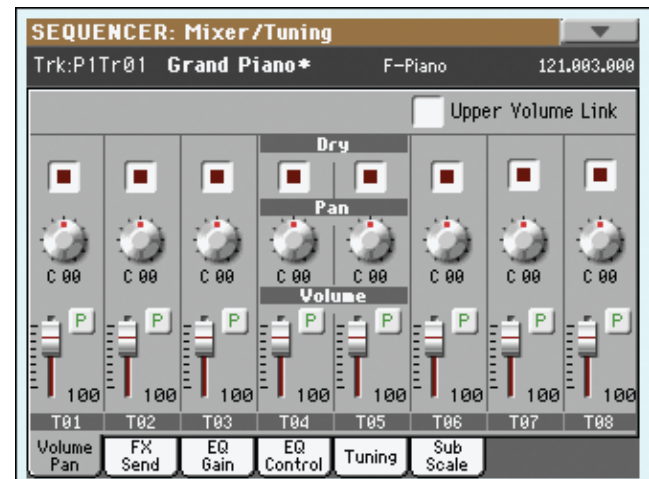 SEQUENCER: Mixer/Tuning
Trk:P1Tr01 Grand Piano* F-Piano 121.003.000
Upper Volume Link
Dry
Pan
C 00 C 00 C 00 C 00 C 00 C 00 C 00 C 00
Volume
P P P P P P P P
100 100 100 100 100 100 100 100
T01 T02 T03 T04 T05 T06 T07 T08
Volume Pan FX Send EQ Gain EQ Control Tuning Sub Scale